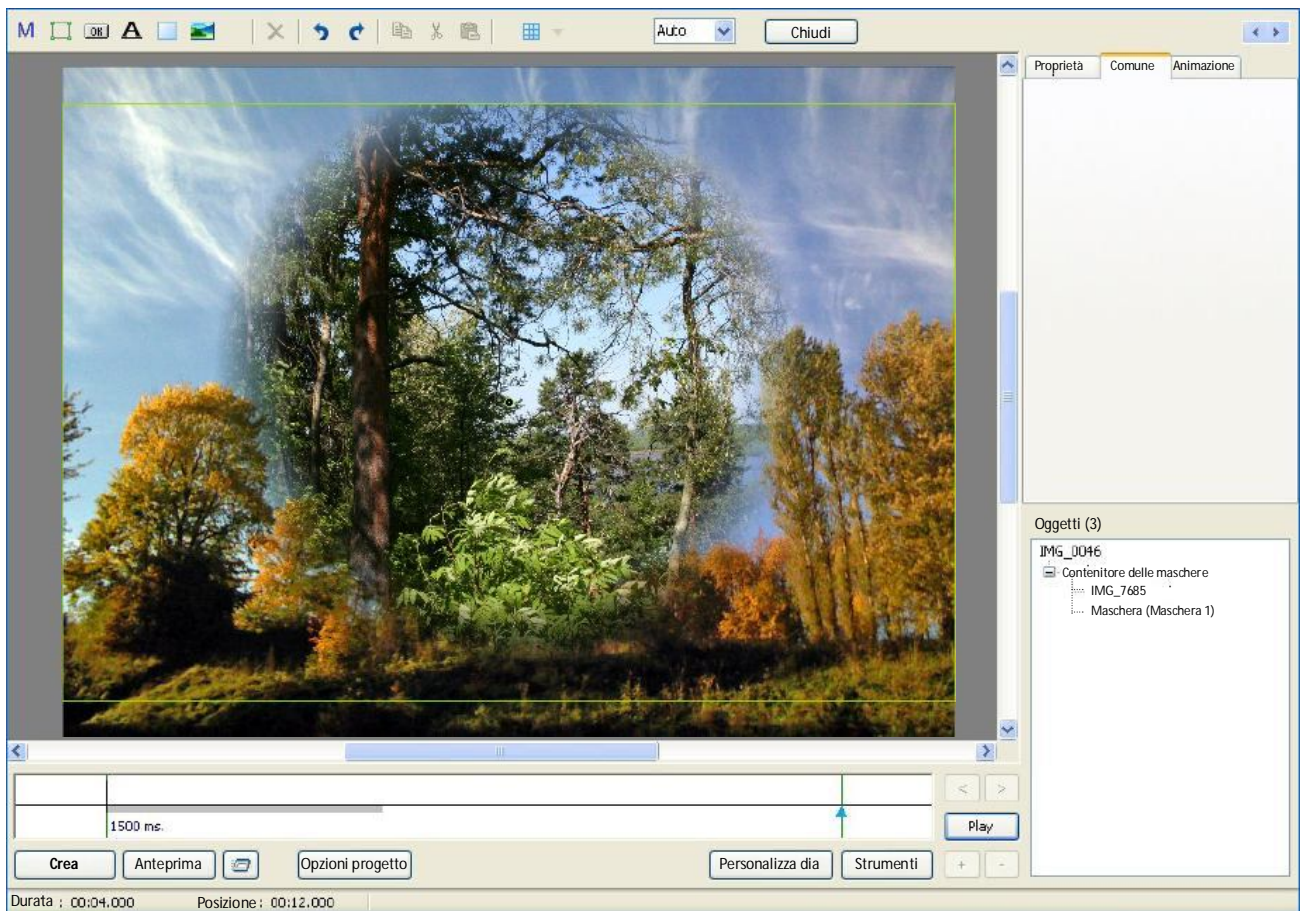 M OK A Auto Chiudi
Proprietà Comune Animazione
Oggetti (3)
IMG_0046
Contenitore delle maschere
IMG_7685
Maschera (Maschera 1)
1500 ms.
< >
Play
Crea Anteprima Opzioni progetto Personalizza dia Strumenti + -
Durata : 00:04.000 Posizione : 00:12.000